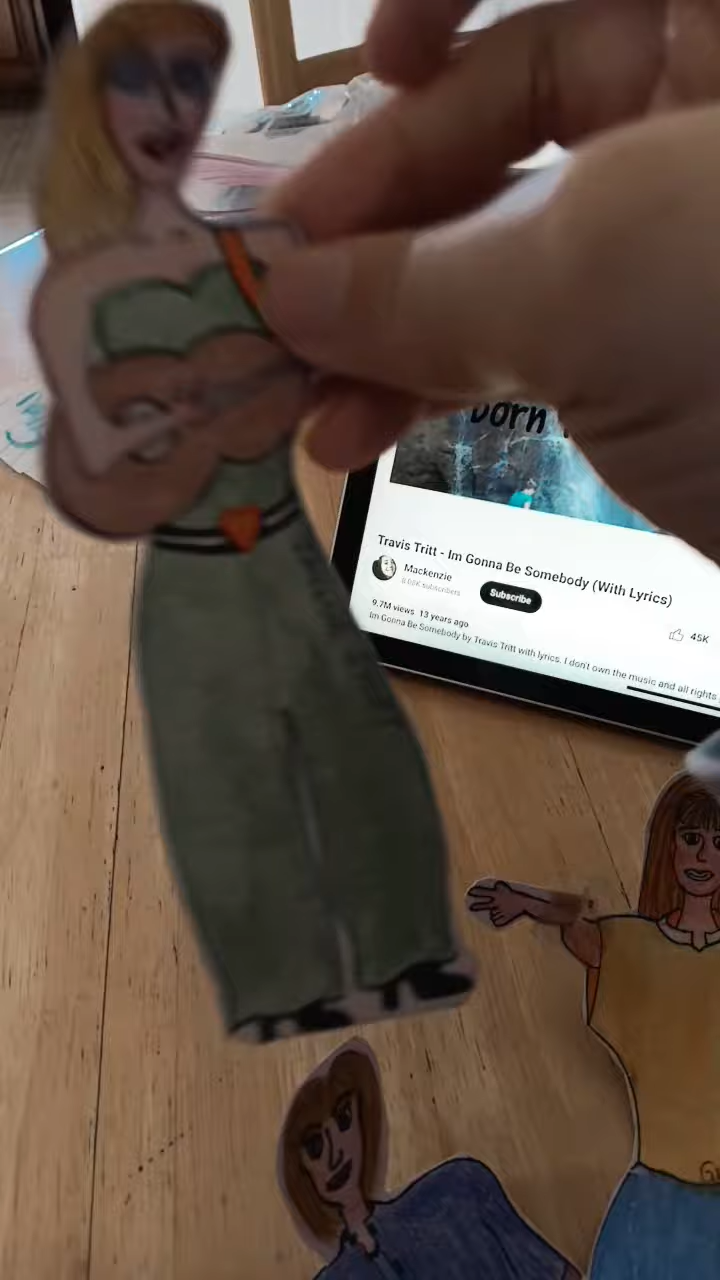 born
Travis Tritt - Im Gonna Be Somebody (With Lyrics)
Mackenzie
subscribers
Subscribe
9.7M views 13 years ago
45K
Im Gonna Be Somebody by Travis Tritt with lyrics. I don't own the music and all rights